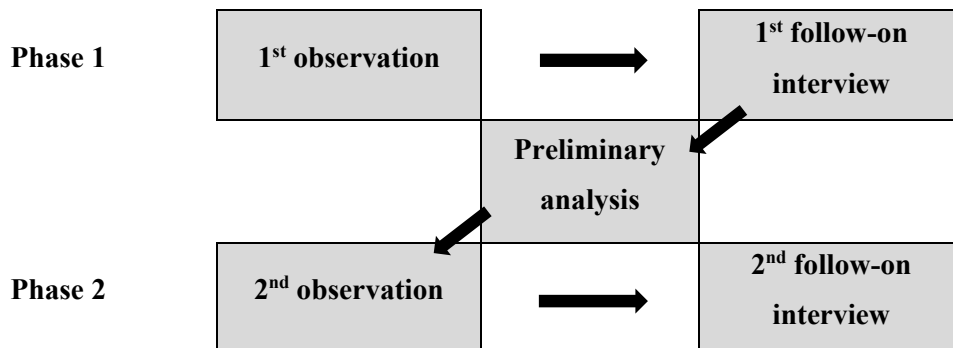 Phase 1
1st observation
1st follow-on
interview
Preliminary
analysis
Phase 2
2nd observation
2nd follow-on
interview